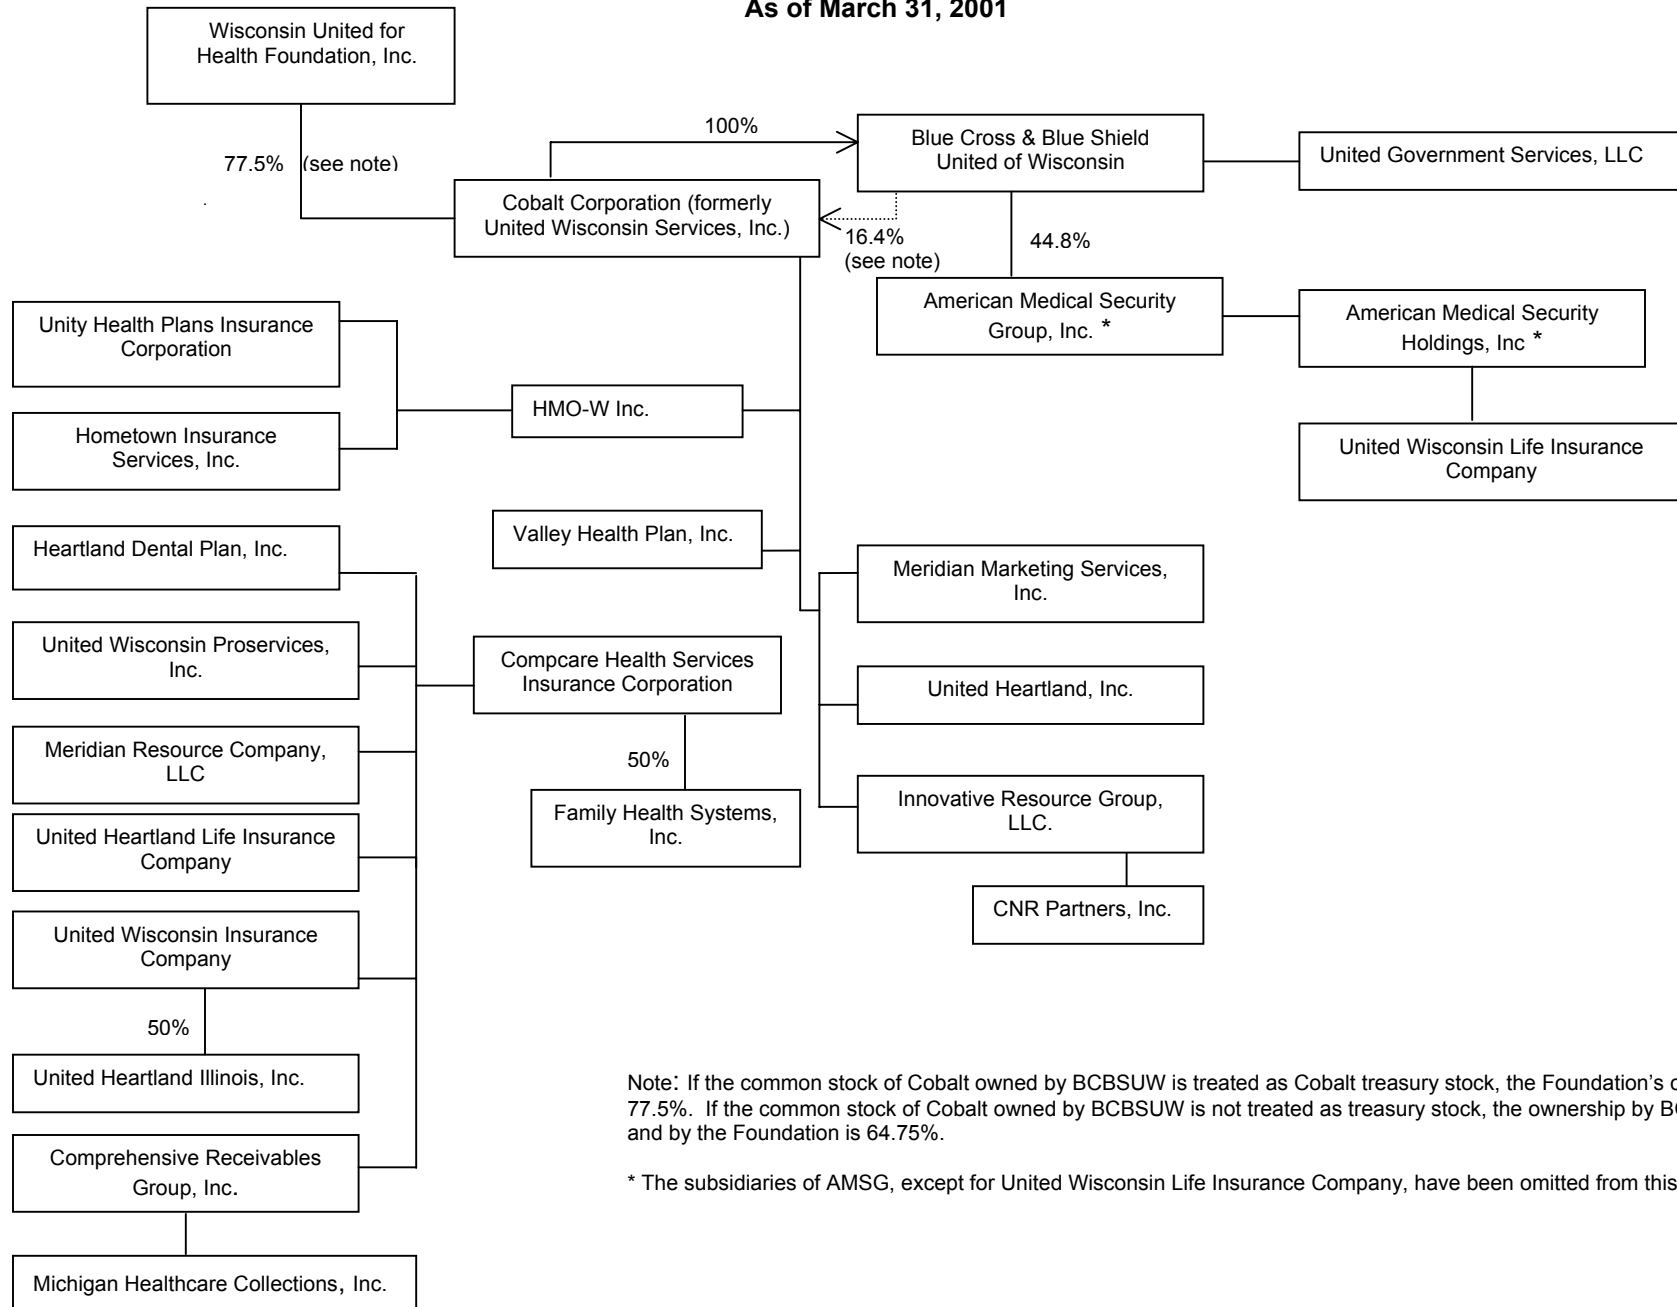 As of March 31, 2001
Wisconsin United for
Health Foundation, Inc.
100%
Blue Cross & Blue Shield
United of Wisconsin
United Government Services, LLC
77.5% (see note)
Cobalt Corporation (formerly
United Wisconsin Services, Inc.)
16.4%
(see note)
44.8%
American Medical Security
Group, Inc. *
American Medical Security
Holdings, Inc *
United Wisconsin Life Insurance
Company
Unity Health Plans Insurance
Corporation
HMO-W Inc.
Hometown Insurance
Services, Inc.
Heartland Dental Plan, Inc.
Valley Health Plan, Inc.
Meridian Marketing Services,
Inc.
United Wisconsin Proservices,
Inc.
Compcare Health Services
Insurance Corporation
United Heartland, Inc.
Meridian Resource Company,
LLC
50%
Family Health Systems,
Inc.
Innovative Resource Group,
LLC.
United Heartland Life Insurance
Company
CNR Partners, Inc.
United Wisconsin Insurance
Company
50%
United Heartland Illinois, Inc.
Comprehensive Receivables
Group, Inc.
Michigan Healthcare Collections, Inc.
Note: If the common stock of Cobalt owned by BCBSUW is treated as Cobalt treasury stock, the Foundation's
77.5%. If the common stock of Cobalt owned by BCBSUW is not treated as treasury stock, the ownership by
and by the Foundation is 64.75%.
* The subsidiaries of AMSG, except for United Wisconsin Life Insurance Company, have been omitted from this